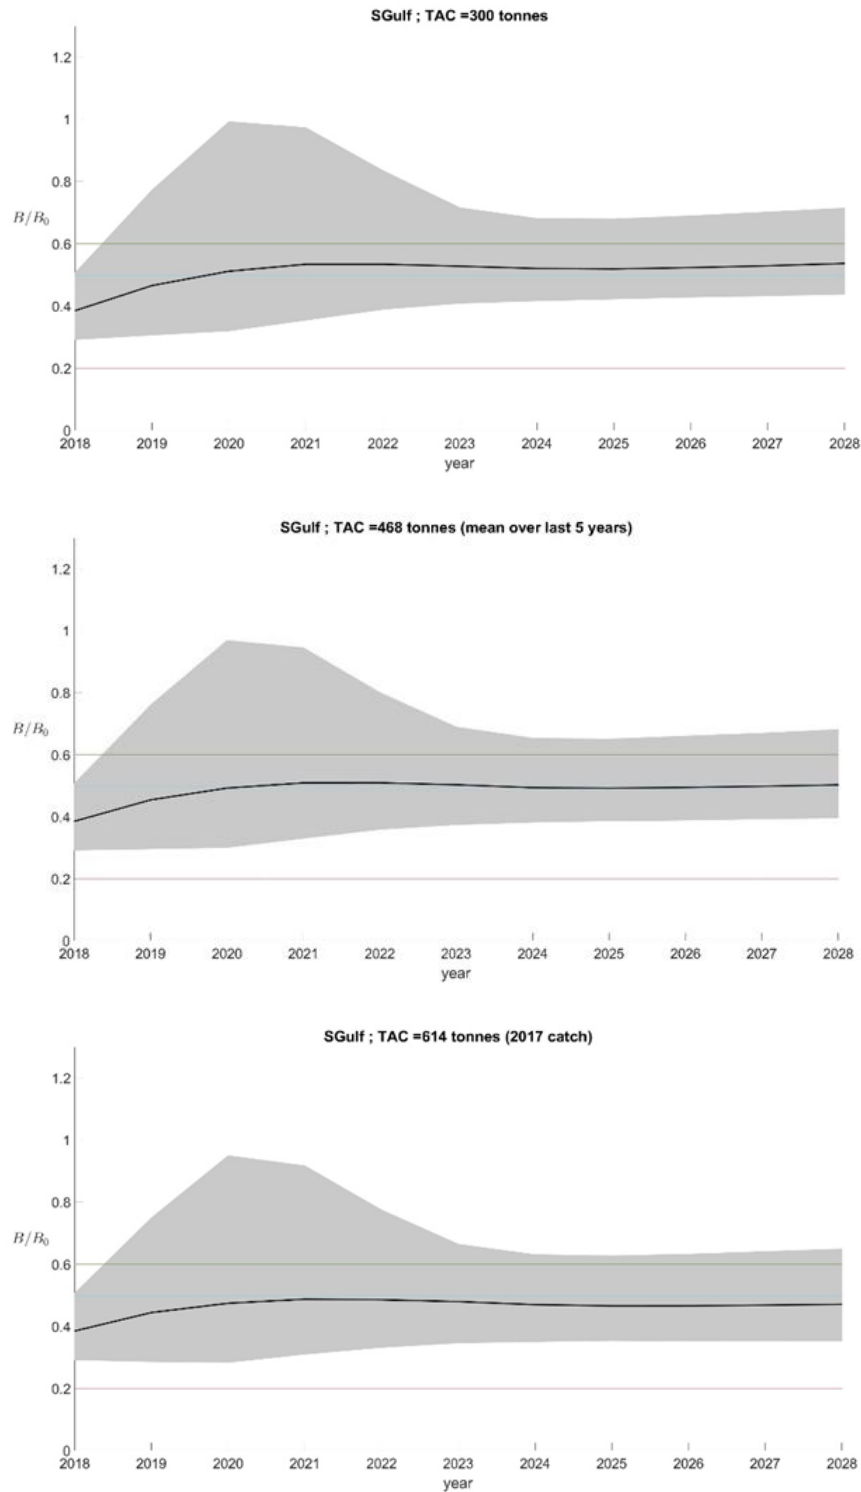 SGulf ; TAC =300 tonnes
1.2
1
0.8
B/B₀
0.6
0.4
0.2
0
2018 2019 2020 2021 2022 2023 2024 2025 2026 2027 2028
year
SGulf ; TAC =468 tonnes (mean over last 5 years)
1.2
1
0.8
B/B₀
0.6
0.4
0.2
0
2018 2019 2020 2021 2022 2023 2024 2025 2026 2027 2028
year
SGulf ; TAC =614 tonnes (2017 catch)
1.2
1
0.8
B/B₀
0.6
0.4
0.2
0
2018 2019 2020 2021 2022 2023 2024 2025 2026 2027 2028
year